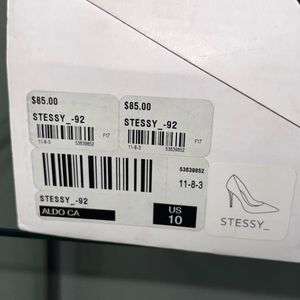 $85.00
STESSY_-92
F17
11-8-3 53639852
$85.00
STESSY_-92
F17
11-8-3 53639852
53639852
11-8-3
STESSY_-92
ALDO CA
US
10
STESSY_